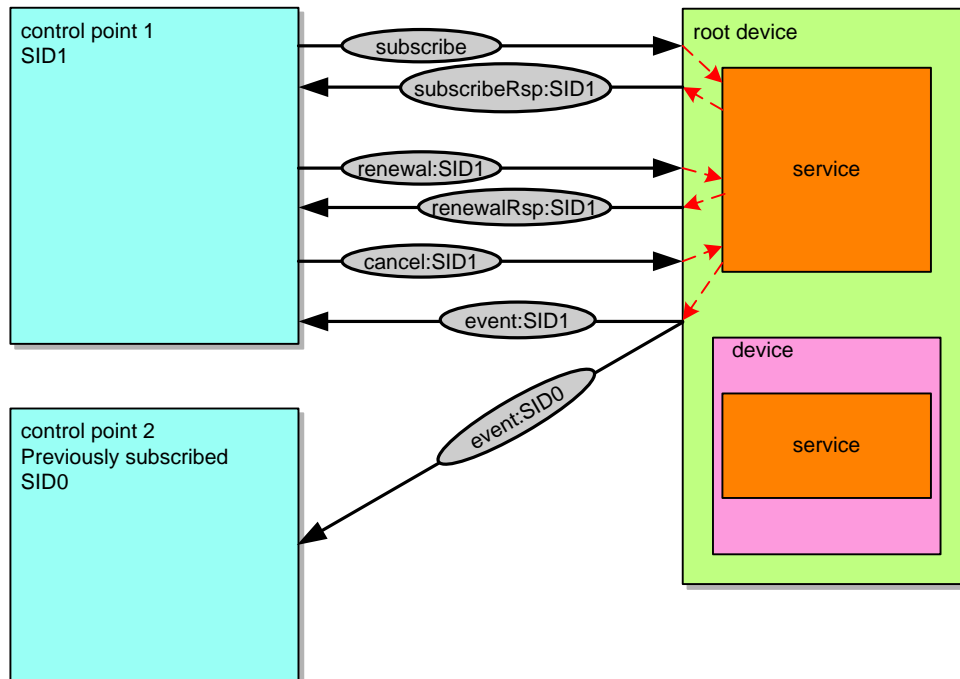 control point 1
SID1
subscribe
subscribeRsp:SID1
renewal:SID1
renewalRsp:SID1
cancel:SID1
event:SID1
event:SID0
root device
service
device
service
control point 2
Previously subscribed
SID0